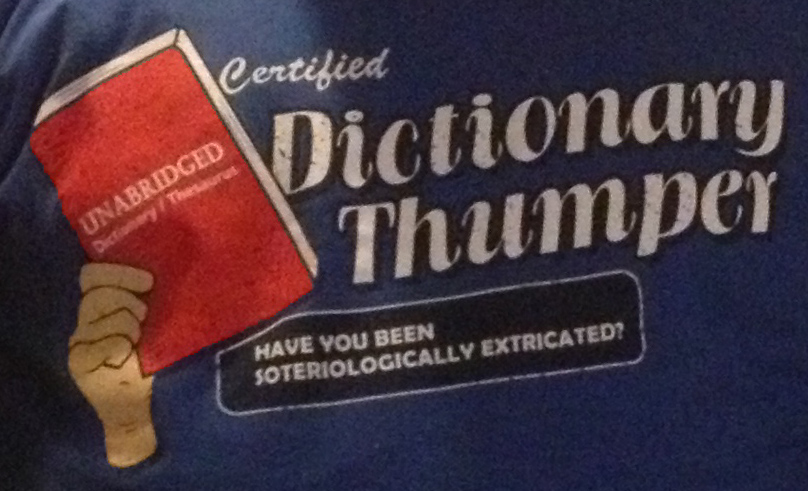 Certified
Dictionary
Thumper
UNABRIDGED
Dictionary / Thesaurus
HAVE YOU BEEN
SOTERIOLOGICALLY EXTRICATED?